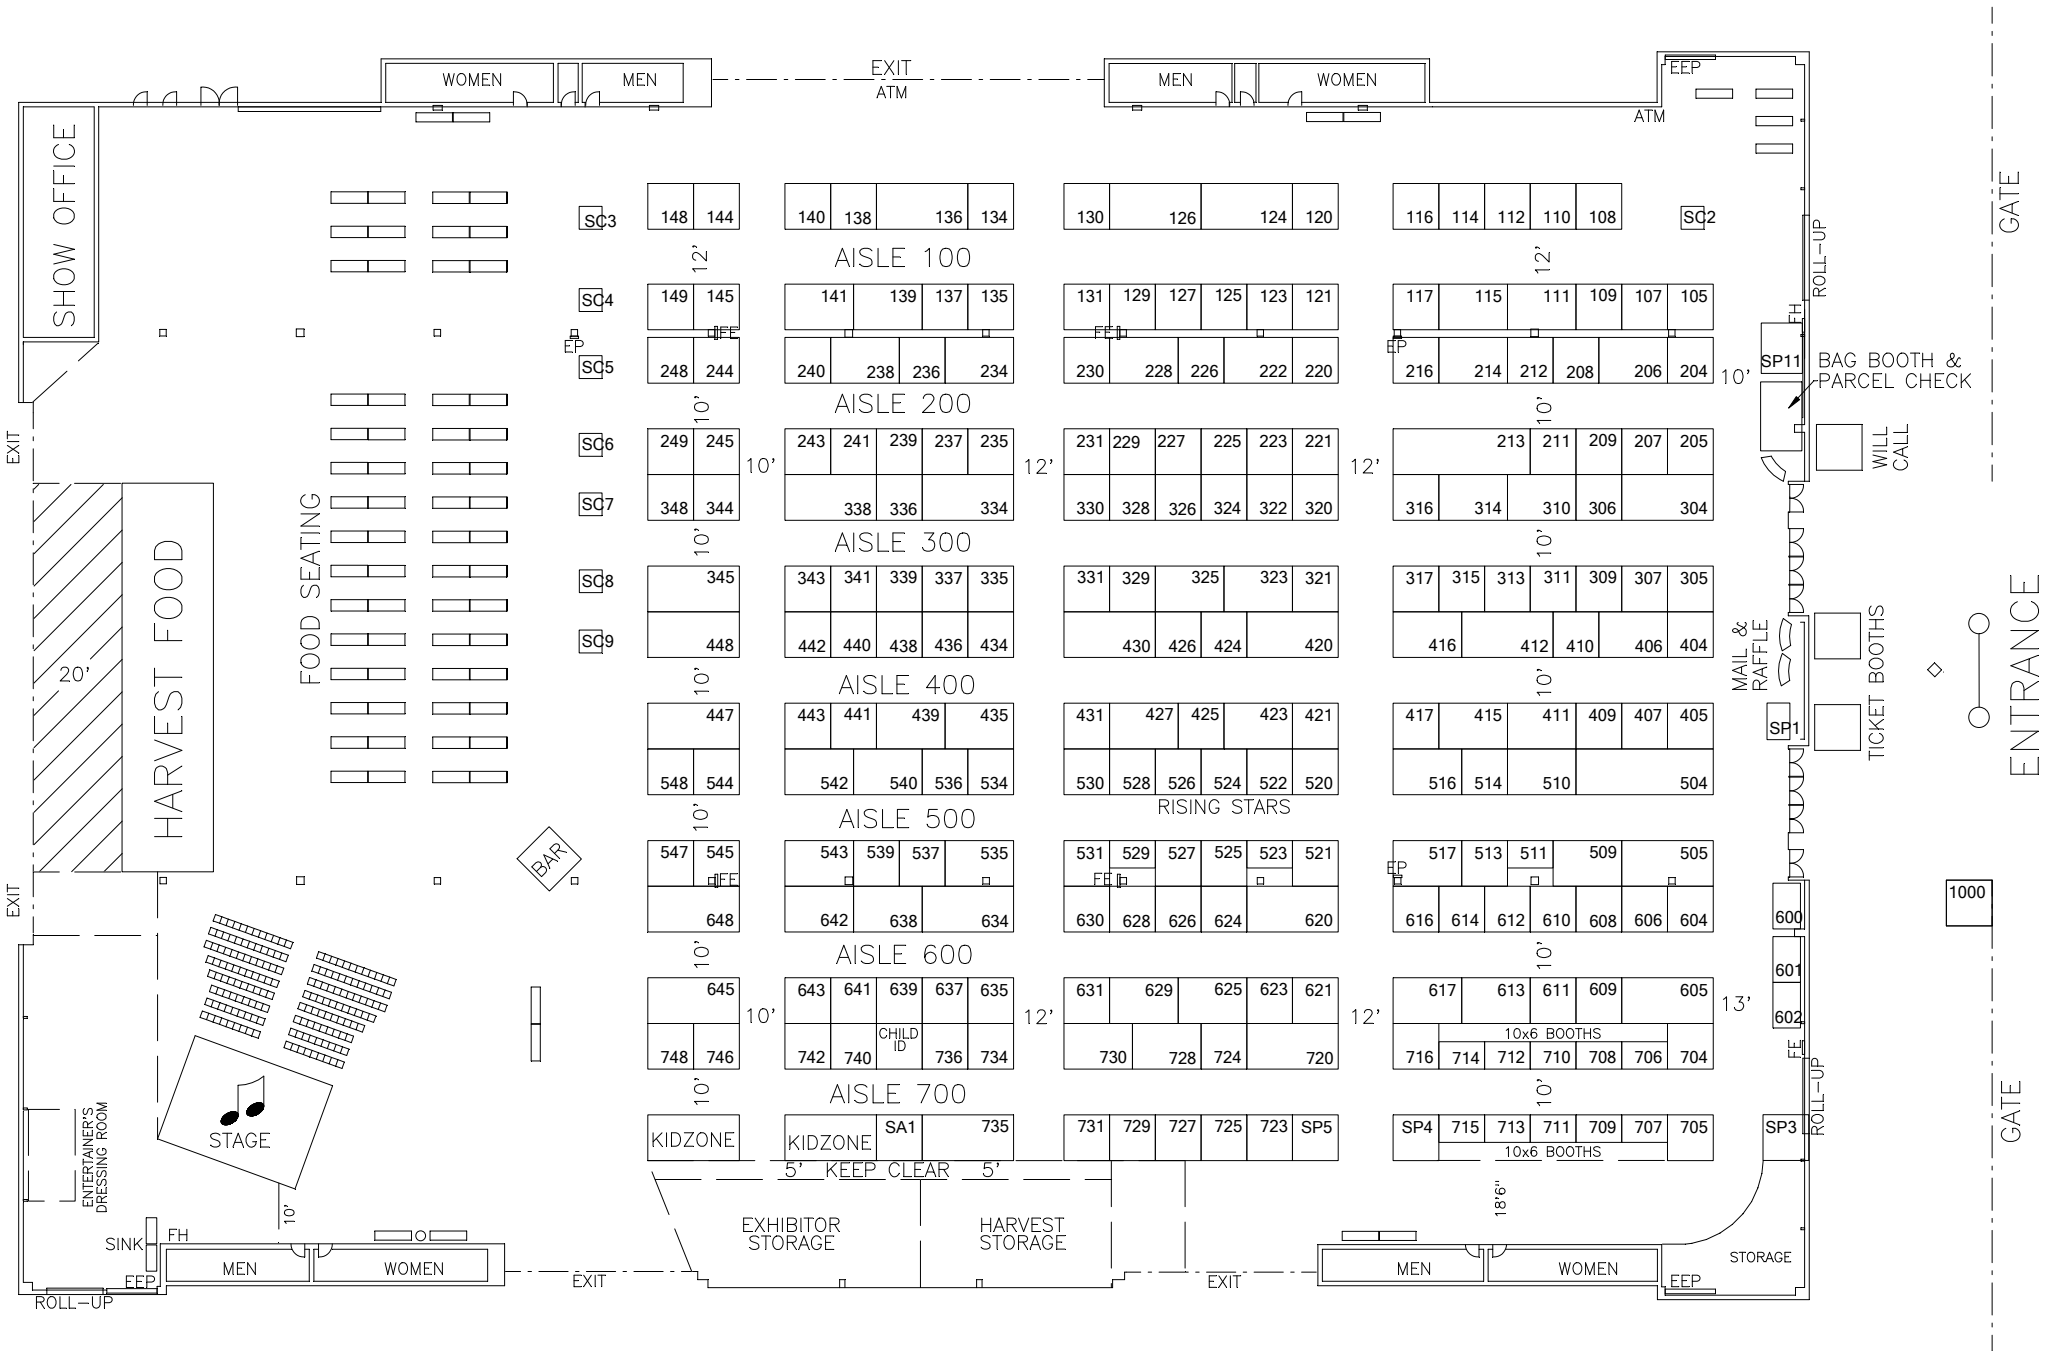 EXIT
ATM
WOMEN MEN
MEN WOMEN
EEP
ATM
SHOW OFFICE
GATE
ROLL-UP
SC3 148 144 140 138 136 134 130 126 124 120 116 114 112 110 108 SC2
12' AISLE 100 12'
SC4 149 145 141 139 137 135 131 129 127 125 123 121 117 115 111 109 107 105
FH
EP FE FE EP
SC5 248 244 240 238 236 234 230 228 226 222 220 216 214 212 208 206 204 10' SP11
BAG BOOTH &
PARCEL CHECK
10' AISLE 200 10'
EXIT
SC6 249 245 243 241 239 237 235 231 229 227 225 223 221 213 211 209 207 205
WILL
CALL
10' 12' 12'
SC7 348 344 338 336 334 330 328 326 324 322 320 316 314 310 306 304
10' AISLE 300 10'
HARVEST FOOD
FOOD SEATING
20'
SC8 345 343 341 339 337 335 331 329 325 323 321 317 315 313 311 309 307 305
SC9 448 442 440 438 436 434 430 426 424 420 416 412 410 406 404
MAIL &
RAFFLE
TICKET BOOTHS
ENTRANCE
10' AISLE 400 10'
447 443 441 439 435 431 427 425 423 421 417 415 411 409 407 405 SP1
548 544 542 540 536 534 530 528 526 524 522 520 516 514 510 504
RISING STARS
10' AISLE 500
BAR
547 545 543 539 537 535 531 529 527 525 523 521 517 513 511 509 505
EXIT
FE FE EP
1000
648 642 638 634 630 628 626 624 620 616 614 612 610 608 606 604 600
10' AISLE 600 10'
645 643 641 639 637 635 631 629 625 623 621 617 613 611 609 605 601
10' 12' 12' 13'
602
CHILD
ID
10x6 BOOTHS
748 746 742 740 736 734 730 728 724 720 716 714 712 710 708 706 704
FE
ROLL-UP
10' AISLE 700 10'
GATE
STAGE
ENTERTAINER'S
DRESSING ROOM
KIDZONE KIDZONE SA1 735 731 729 727 725 723 SP5 SP4 715 713 711 709 707 705 SP3
10x6 BOOTHS
5' KEEP CLEAR 5'
10'
18'6"
EXHIBITOR
STORAGE
HARVEST
STORAGE
SINK FH
MEN WOMEN
EXIT
EXIT
MEN WOMEN
STORAGE
EEP
EEP
ROLL-UP